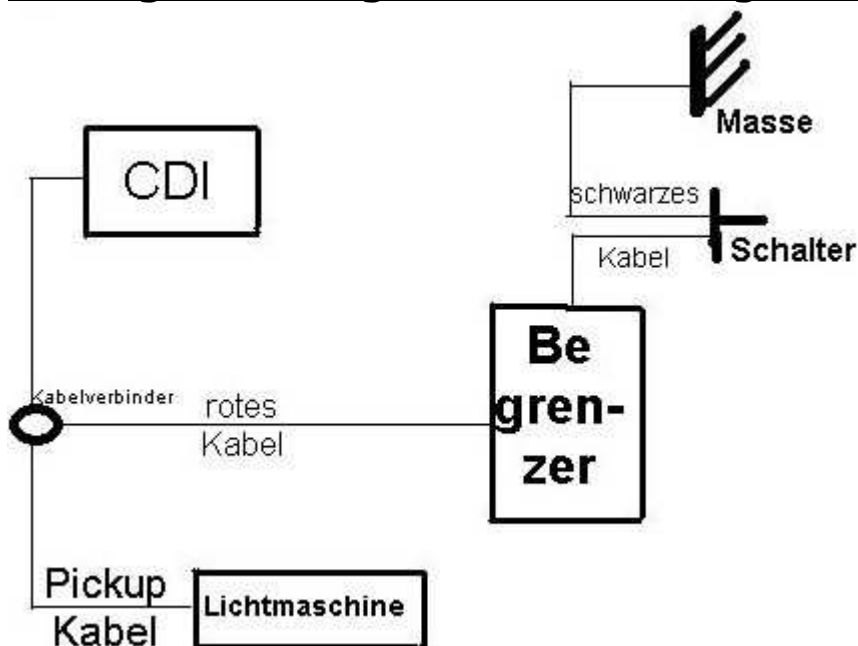 Masse
CDI
schwarzes
Kabel
Schalter
Be
gren-
zer
Kabelverbinder
rotes
Kabel
Pickup
Kabel
Lichtmaschine